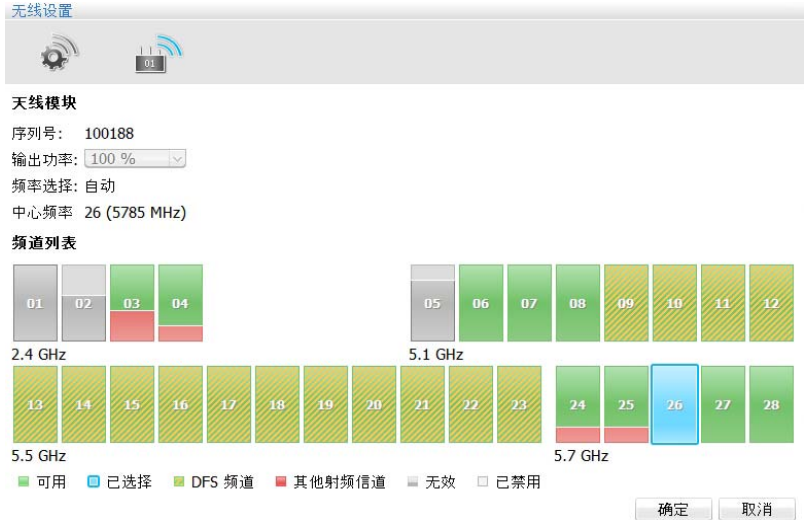 无线设置
01
天线模块
序列号: 100188
输出功率: 100 %
频率选择: 自动
中心频率 26 (5785 MHz)
频道列表
01 02 03 04 05 06 07 08 09 10 11 12
2.4 GHz 5.1 GHz
13 14 15 16 17 18 19 20 21 22 23 24 25 26 27 28
5.5 GHz 5.7 GHz
可用 已选择 DFS 频道 其他射频信道 无效 已禁用
确定 取消